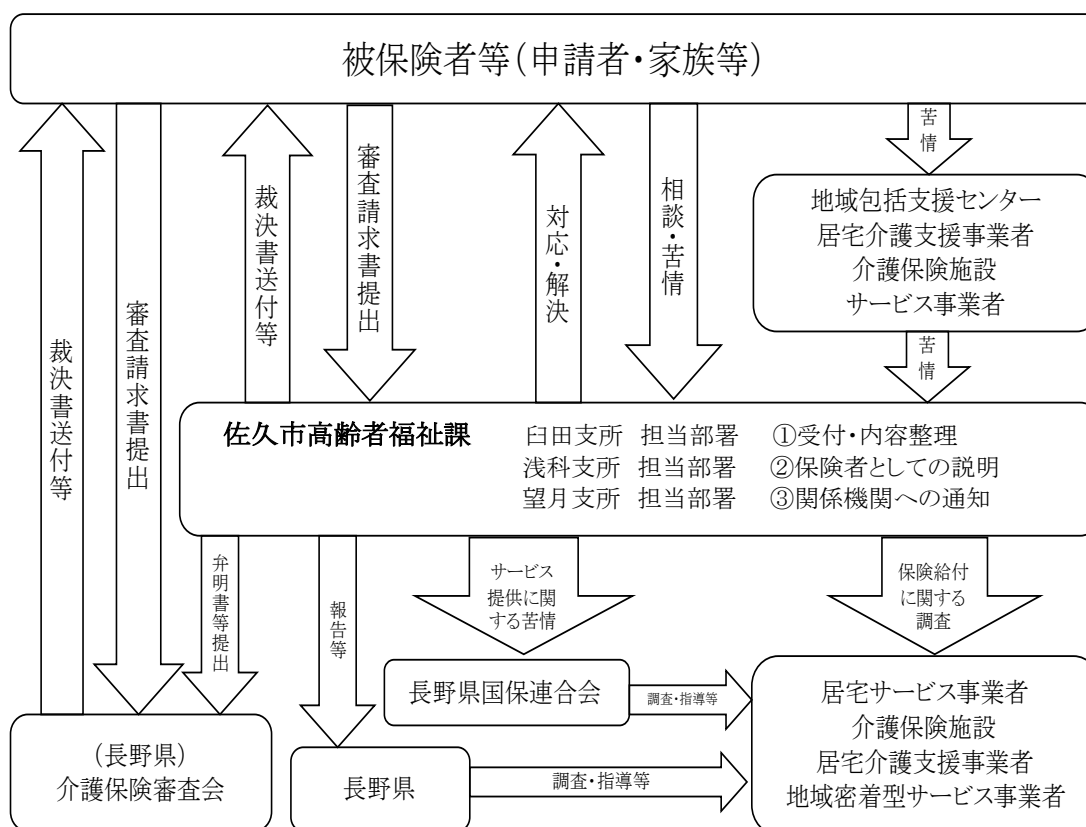 被保険者等(申請者・家族等)
裁決書送付等
審査請求書提出
裁決書送付等
審査請求書提出
対応・解決
相談・苦情
苦情
地域包括支援センター
居宅介護支援事業者
介護保険施設
サービス事業者
苦情
佐久市高齢者福祉課 臼田支所 担当部署 ①受付・内容整理
浅科支所 担当部署 ②保険者としての説明
望月支所 担当部署 ③関係機関への通知
弁明書等提出
報告等
サービス
提供に関
する苦情
保険給付
に関する
調査
長野県国保連合会
調査・指導等
居宅サービス事業者
介護保険施設
居宅介護支援事業者
地域密着型サービス事業者
(長野県)
介護保険審査会
長野県
調査・指導等